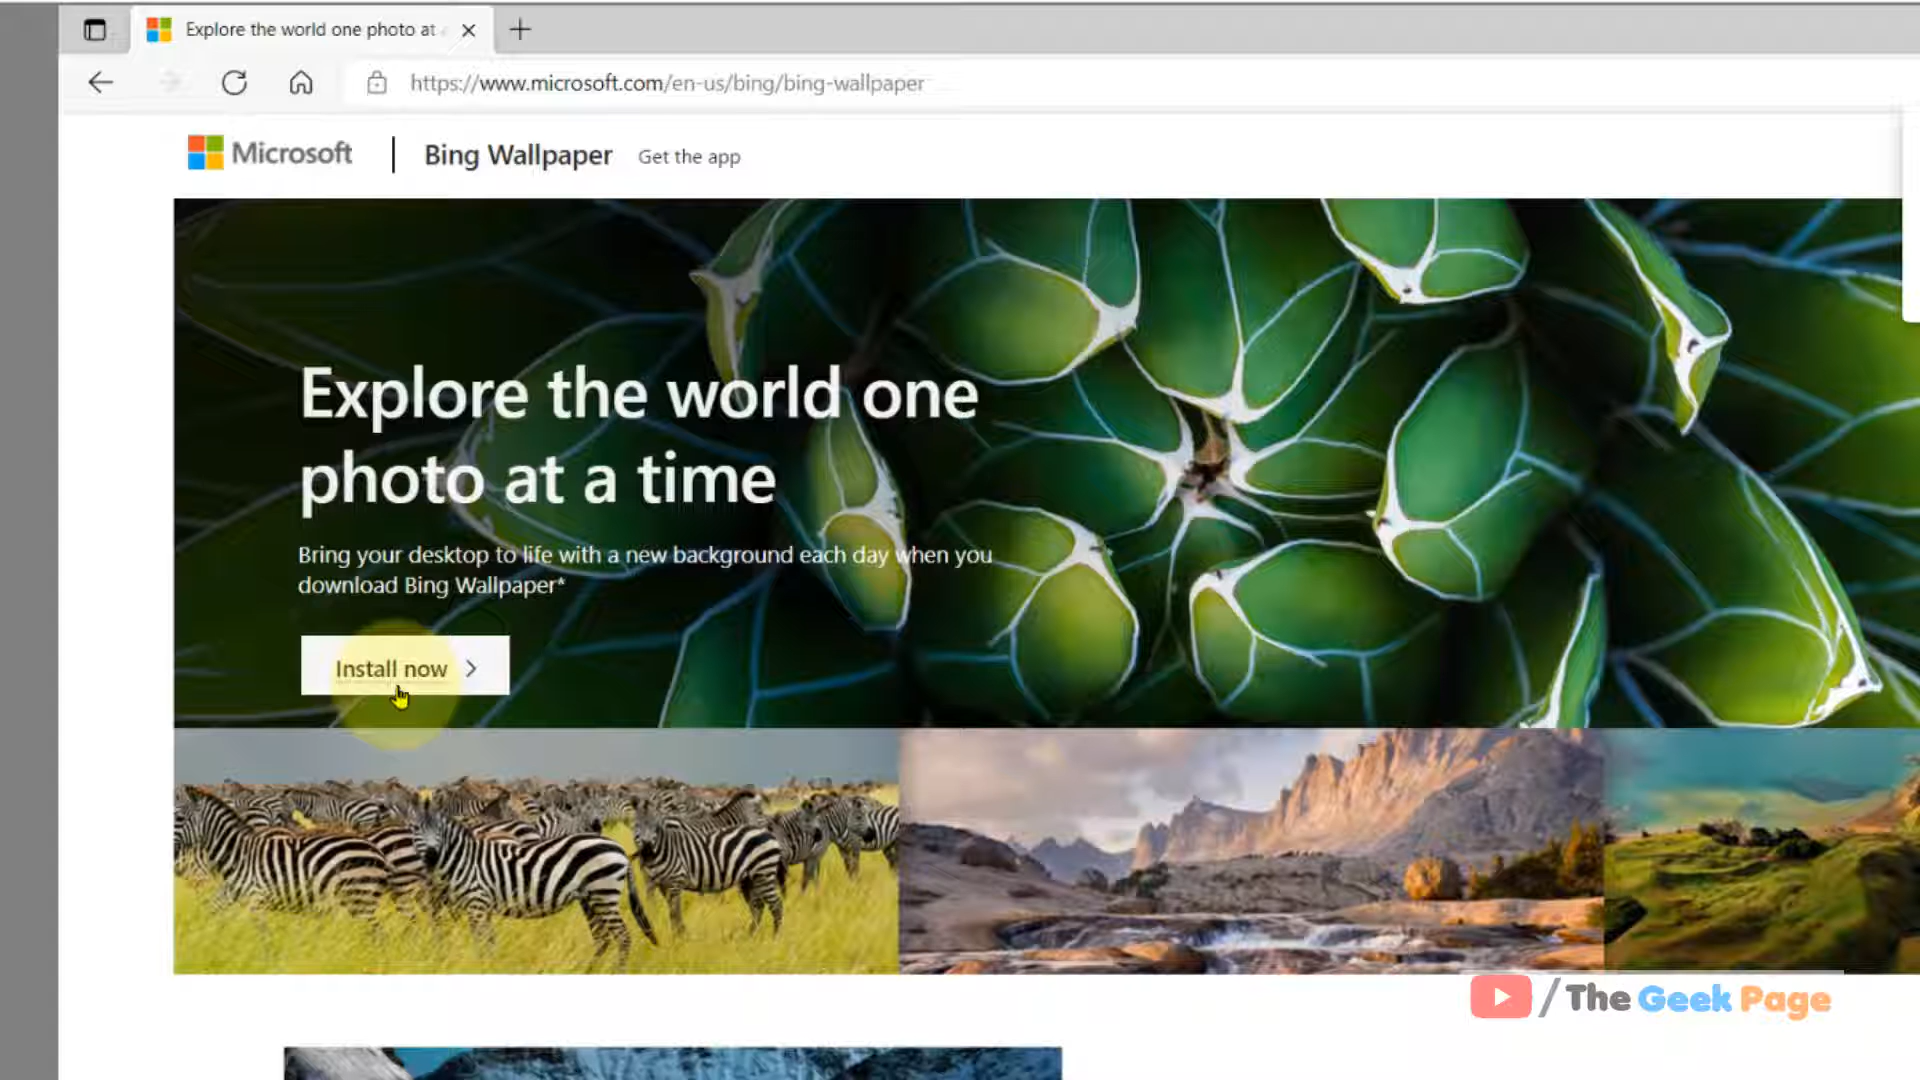 Explore the world one photo at
https://www.microsoft.com/en-us/bing/bing-wallpaper
Microsoft
Bing Wallpaper
Get the app
Explore the world one
photo at a time
Bring your desktop to life with a new background each day when you
download Bing Wallpaper*
Install now
/The Geek Page